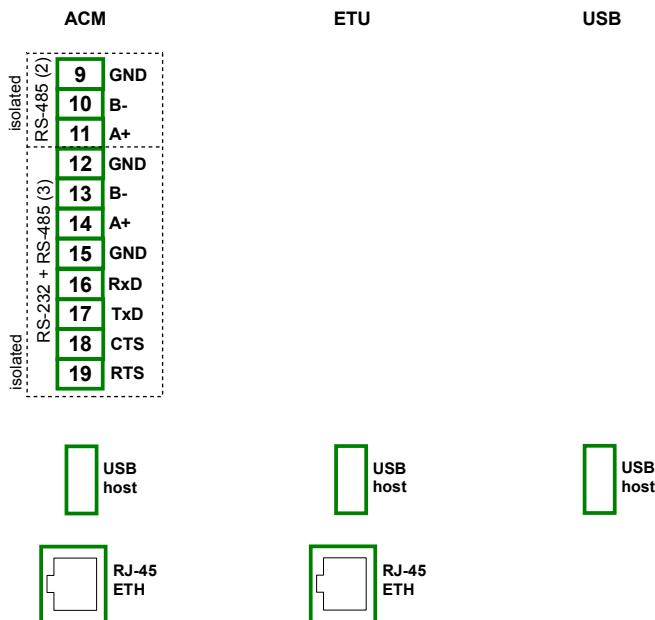 ACM
ETU
USB
isolated
RS-485 (2)
9 GND
10 B-
11 A+
isolated
RS-232 + RS-485 (3)
12 GND
13 B-
14 A+
15 GND
16 RxD
17 TxD
18 CTS
19 RTS
USB
host
USB
host
USB
host
RJ-45
ETH
RJ-45
ETH